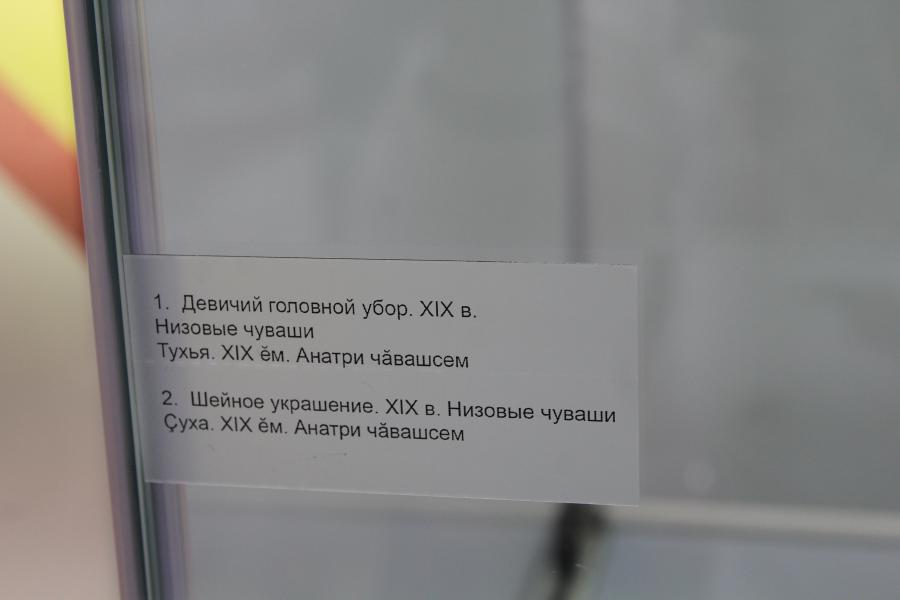 1. Девичий головной убор. XIX в.
Низовые чуваши
Тухья. XIX ĕм. Анатри чăвашсем
2. Шейное украшение. XIX в. Низовые чуваши
Çуха. XIX ĕм. Анатри чăвашсем